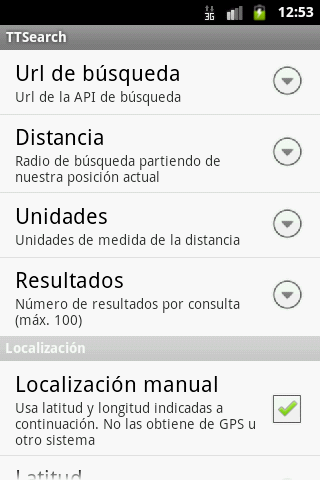 3G 12:53
TTSearch
Url de búsqueda
Url de la API de búsqueda
Distancia
Radio de búsqueda partiendo de
nuestra posición actual
Unidades
Unidades de medida de la distancia
Resultados
Número de resultados por consulta
(máx. 100)
Localización
Localización manual
Usa latitud y longitud indicadas a
continuación. No las obtiene de GPS u
otro sistema
Latitud